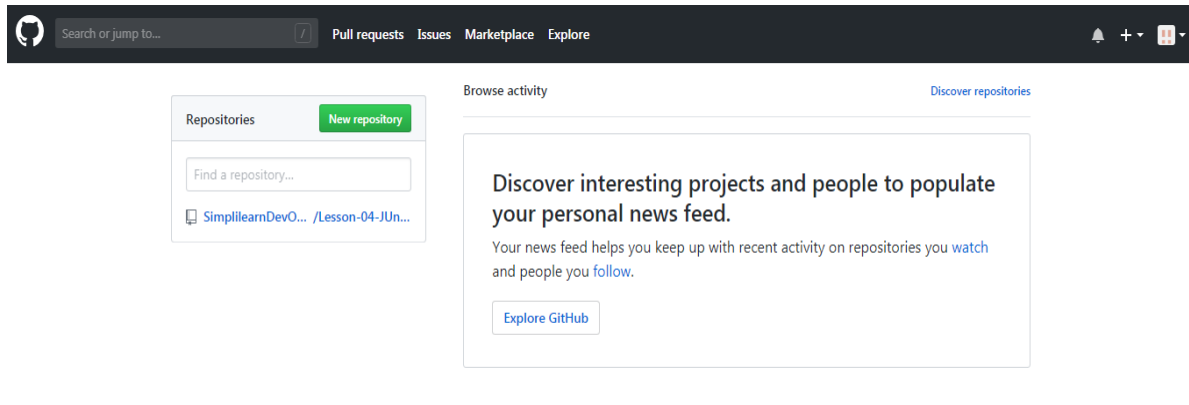 Search or jump to... /
Pull requests Issues Marketplace Explore
Repositories
New repository
Find a repository...
SimplilearnDevO... /Lesson-04-JUn...
Browse activity
Discover repositories
Discover interesting projects and people to populate
your personal news feed.
Your news feed helps you keep up with recent activity on repositories you watch
and people you follow.
Explore GitHub